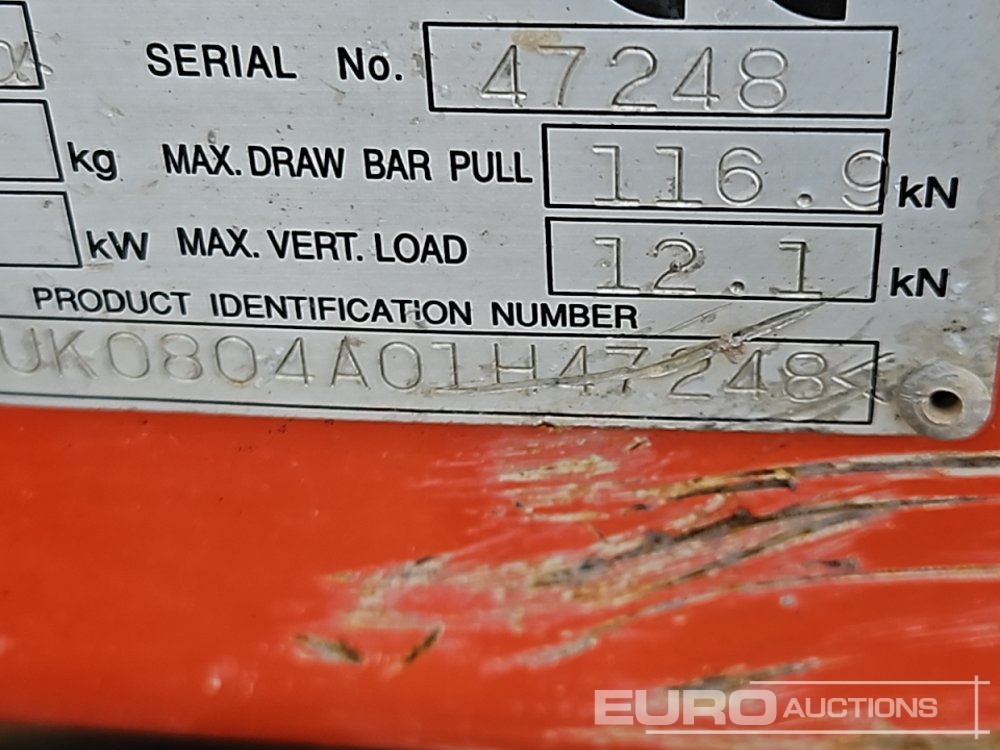 SERIAL No. 47248
kg MAX. DRAW BAR PULL 116.9 kN
kW MAX. VERT. LOAD 12.1 kN
PRODUCT IDENTIFICATION NUMBER
UK0804A01H47248<
EURO AUCTIONS